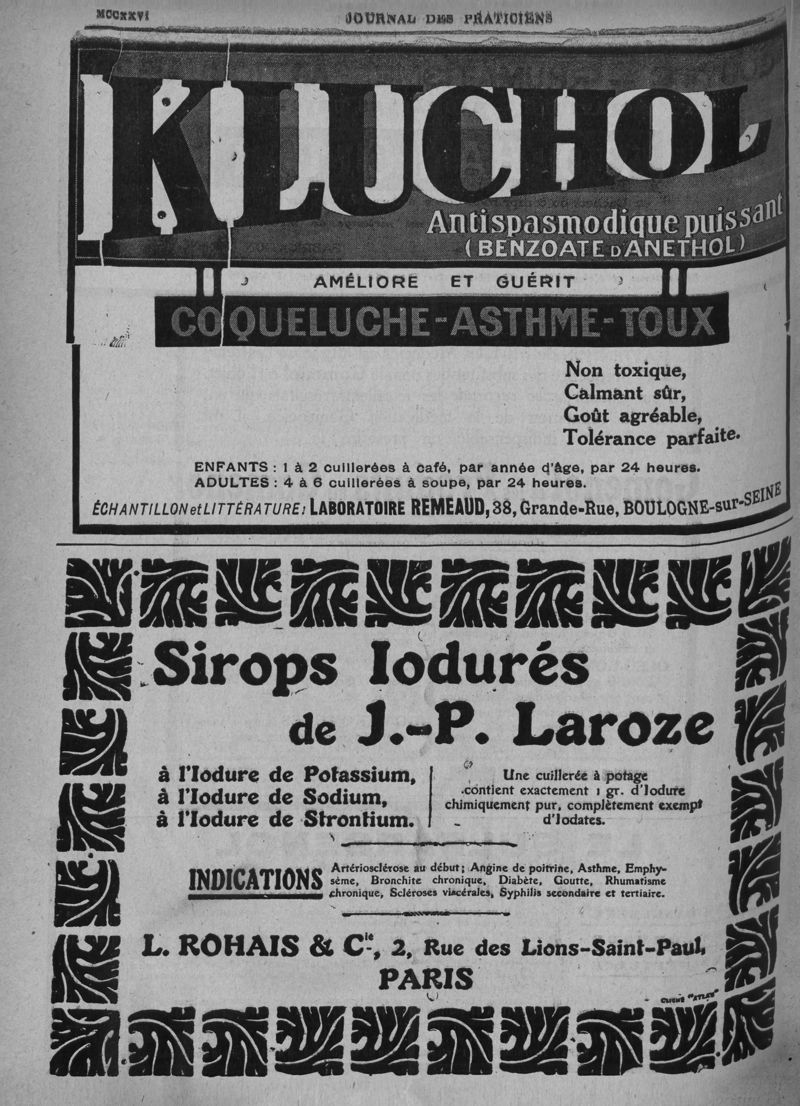 MCCXXVI
JOURNAL DES PRATICIENS
KLUCHOL
Antispasmodique puissant
(BENZOATE D'ANETHOL)
AMÉLIORE ET GUÉRIT
COQUELUCHE-ASTHME-TOUX
Non toxique,
Calmant sûr,
Goût agréable,
Tolérance parfaite.
ENFANTS : 1 à 2 cuillerées à café, par année d'âge, par 24 heures.
ADULTES : 4 à 6 cuillerées à soupe, par 24 heures.
ÉCHANTILLON et LITTÉRATURE: LABORATOIRE REMEAUD, 38, Grande-Rue, BOULOGNE-sur-SEINE
Sirops Iodurés
de J.-P. Laroze
à l'Iodure de Potassium,
à l'Iodure de Sodium,
à l'Iodure de Strontium.
Une cuillerée à potage
contient exactement 1 gr. d'Iodure
chimiquement pur, complètement exempt
d'Iodates.
INDICATIONS
Artériosclérose au début; Angine de poitrine, Asthme, Emphy-
sème, Bronchite chronique, Diabète, Goutte, Rhumatisme
chronique, Scléroses viscérales, Syphilis secondaire et tertiaire.
L. ROHAIS & Cie, 2, Rue des Lions-Saint-Paul,
PARIS
CLICHÉ "ATLAS"